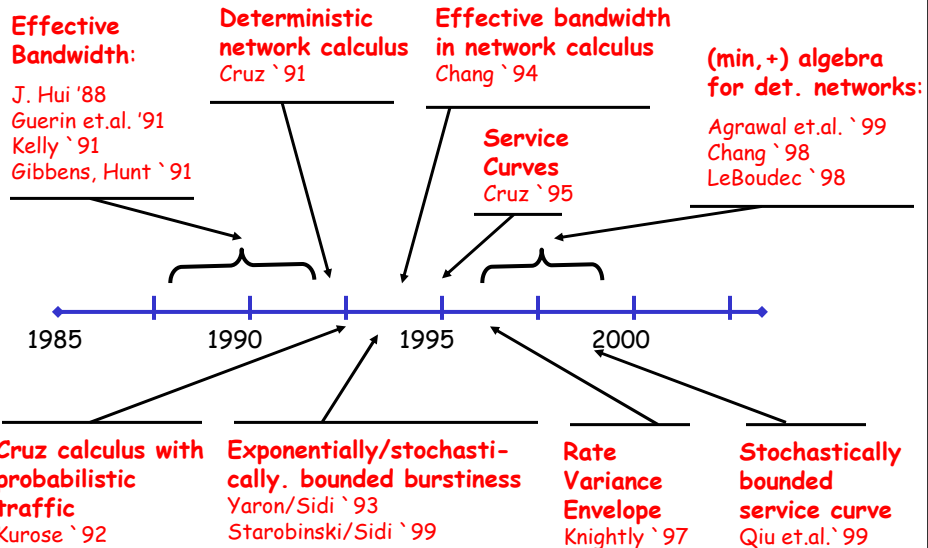 Effective
Bandwidth:
J. Hui '88
Guerin et.al. '91
Kelly `91
Gibbens, Hunt `91
Deterministic
network calculus
Cruz `91
Effective bandwidth
in network calculus
Chang `94
Service
Curves
Cruz `95
(min,+) algebra
for det. networks:
Agrawal et.al. `99
Chang `98
LeBoudec `98
1985
1990
1995
2000
Cruz calculus with
probabilistic
traffic
Kurose `92
Exponentially/stochasti-
cally. bounded burstiness
Yaron/Sidi `93
Starobinski/Sidi `99
Rate
Variance
Envelope
Knightly `97
Stochastically
bounded
service curve
Qiu et.al.`99